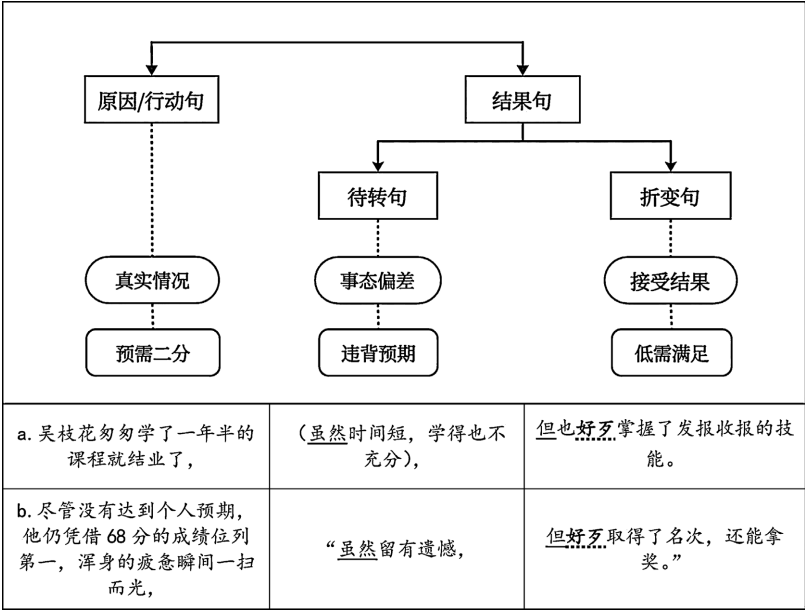 原因/行动句
结果句
待转句
折变句
真实情况
事态偏差
接受结果
预需二分
违背预期
低需满足
a. 吴枝花匆匆学了一年半的
课程就结业了，
（虽然时间短，学得也不
充分），
但也好歹掌握了发报收报的技
能。
b. 尽管没有达到个人预期，
他仍凭借 68 分的成绩位列
第一，浑身的疲惫瞬间一扫
而光，
“虽然留有遗憾，
但好歹取得了名次，还能拿
奖。”